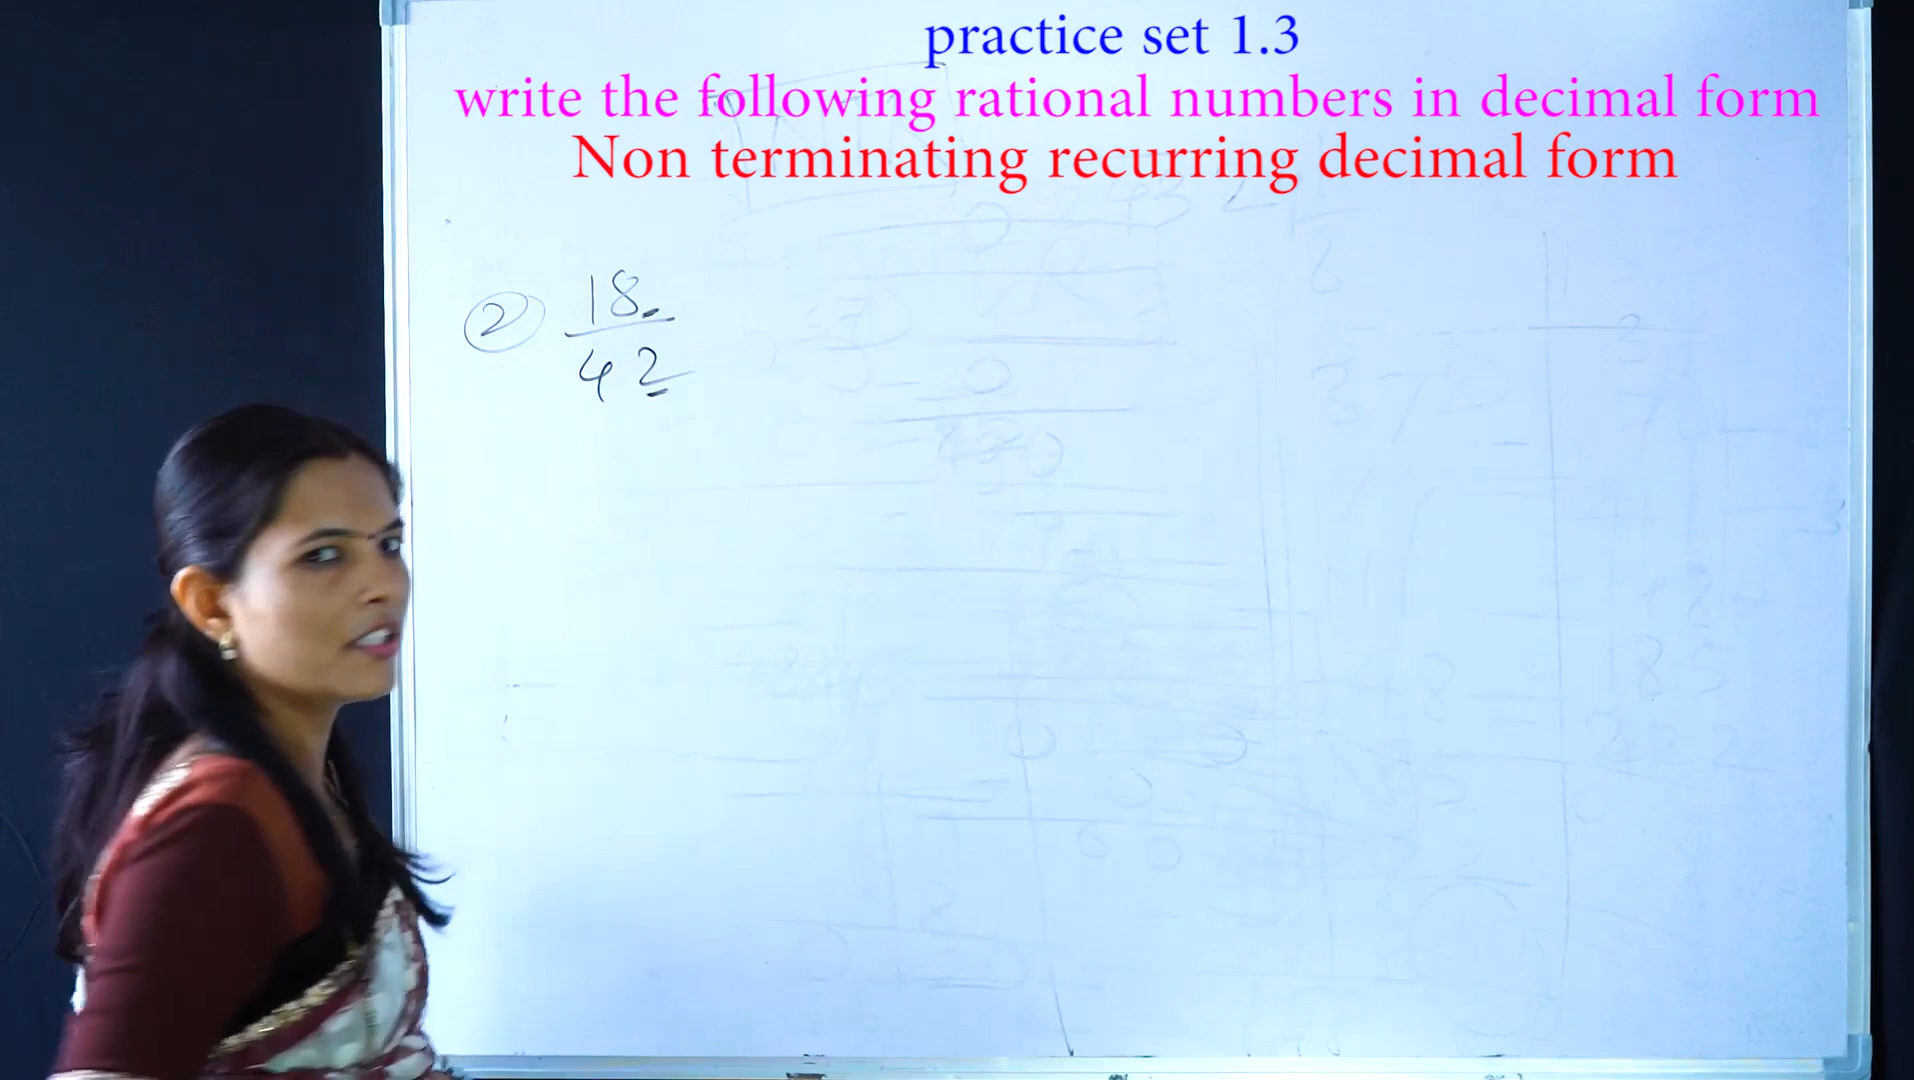 practice set 1.3
write the following rational numbers in decimal form
Non terminating recurring decimal form
② 18
42